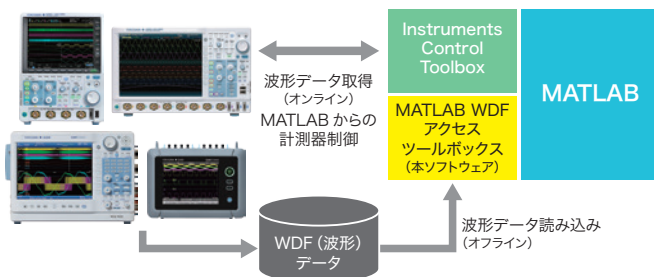 Instruments
Control
Toolbox
MATLAB
波形データ取得
（オンライン）
MATLABからの
計測器制御
MATLAB WDF
アクセス
ツールボックス
（本ソフトウェア）
WDF（波形）
データ
波形データ読み込み
（オフライン）